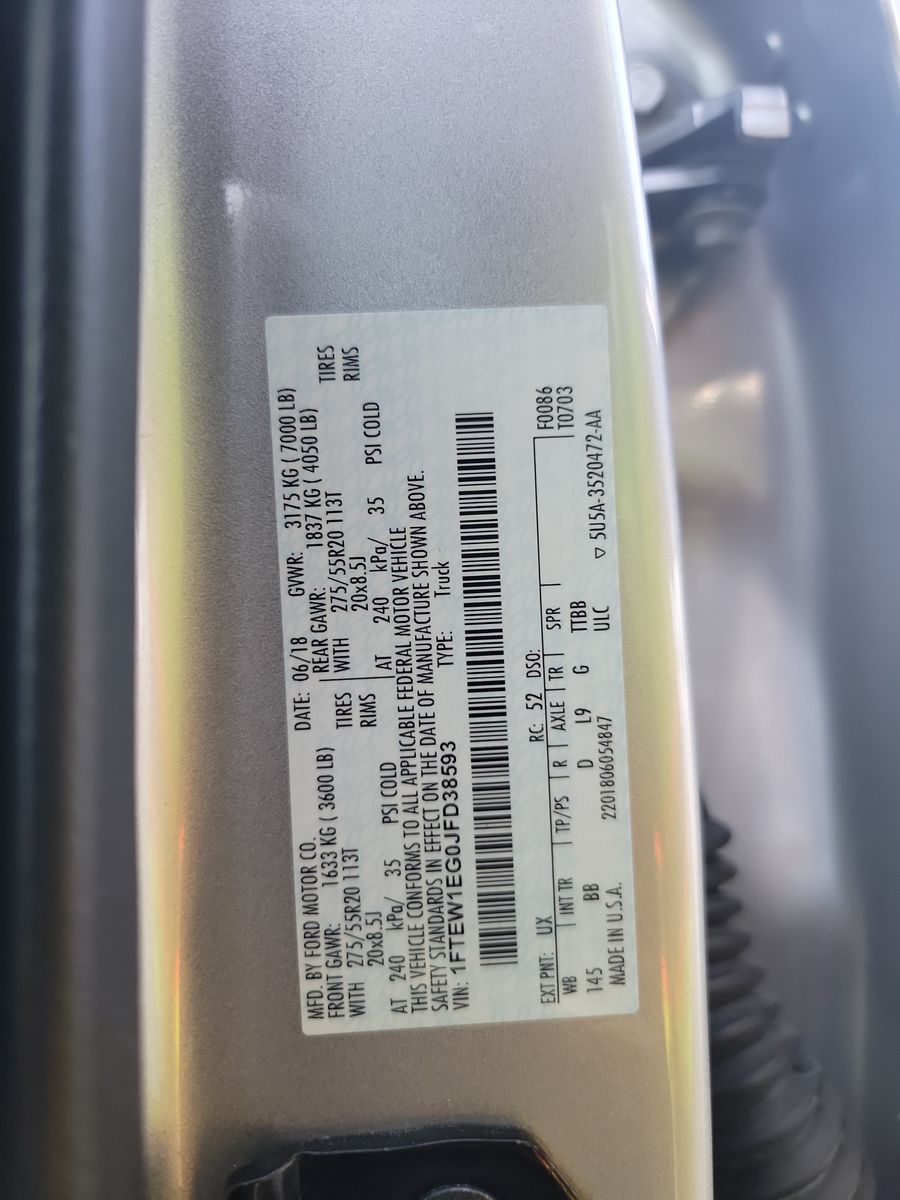 MFD. BY FORD MOTOR CO.
DATE: 06/18 GVWR: 3175 KG ( 7000 LB)
FRONT GAWR: 1633 KG ( 3600 LB) REAR GAWR: 1837 KG ( 4050 LB)
WITH 275/55R20 113T TIRES WITH 275/55R20 113T TIRES
20x8.5J RIMS 20x8.5J RIMS
AT 240 kPa/ 35 PSI COLD AT 240 kPa/ 35 PSI COLD
THIS VEHICLE CONFORMS TO ALL APPLICABLE FEDERAL MOTOR VEHICLE
SAFETY STANDARDS IN EFFECT ON THE DATE OF MANUFACTURE SHOWN ABOVE.
VIN: 1FTEW1EG0JFD38593 TYPE: Truck
EXT PNT: UX RC: 52 DSO: F0086
WB INT TR TP/PS R AXLE TR SPR T0703
145 BB D L9 G TTBB
ULC
MADE IN U.S.A. 2201806054847 ▽ 5U5A-3520472-AA